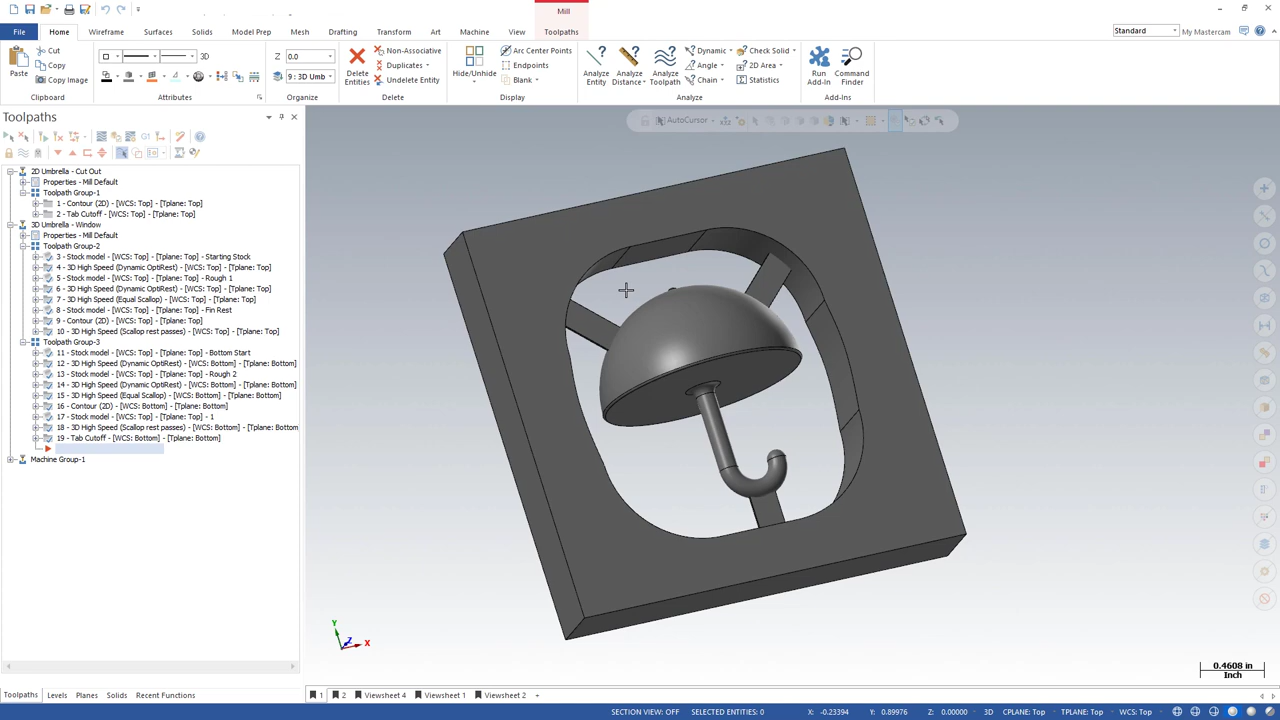 Mill
File
Home
Wireframe
Surfaces
Solids
Model Prep
Mesh
Drafting
Transform
Art
Machine
View
Toolpaths
Standard
My Mastercam
Paste
Cut
Copy
Copy Image
Clipboard
3D
Attributes
Z 0.0
9 : 3D Umb
Organize
Delete Entities
Non-Associative
Duplicates
Undelete Entity
Delete
Hide/Unhide
Arc Center Points
Endpoints
Blank
Display
Analyze Entity
Analyze Distance
Analyze Toolpath
Dynamic
Angle
Chain
Check Solid
2D Area
Statistics
Analyze
Run Add-In
Command Finder
Add-Ins
Toolpaths
AutoCursor
G1
2D Umbrella - Cut Out
Properties - Mill Default
Toolpath Group-1
1 - Contour (2D) - [WCS: Top] - [Tplane: Top]
2 - Tab Cutoff - [WCS: Top] - [Tplane: Top]
3D Umbrella - Window
Properties - Mill Default
Toolpath Group-2
3 - Stock model - [WCS: Top] - [Tplane: Top] - Starting Stock
4 - 3D High Speed (Dynamic OptiRest) - [WCS: Top] - [Tplane: Top]
5 - Stock model - [WCS: Top] - [Tplane: Top] - Rough 1
6 - 3D High Speed (Dynamic OptiRest) - [WCS: Top] - [Tplane: Top]
7 - 3D High Speed (Equal Scallop) - [WCS: Top] - [Tplane: Top]
8 - Stock model - [WCS: Top] - [Tplane: Top] - Fin Rest
9 - Contour (2D) - [WCS: Top] - [Tplane: Top]
10 - 3D High Speed (Scallop rest passes) - [WCS: Top] - [Tplane: Top]
Toolpath Group-3
11 - Stock model - [WCS: Top] - [Tplane: Top] - Bottom Start
12 - 3D High Speed (Dynamic OptiRest) - [WCS: Bottom] - [Tplane: Bottom]
13 - Stock model - [WCS: Top] - [Tplane: Top] - Rough 2
14 - 3D High Speed (Dynamic OptiRest) - [WCS: Bottom] - [Tplane: Bottom]
15 - 3D High Speed (Equal Scallop) - [WCS: Bottom] - [Tplane: Bottom]
16 - Contour (2D) - [WCS: Bottom] - [Tplane: Bottom]
17 - Stock model - [WCS: Top] - [Tplane: Top] - 1
18 - 3D High Speed (Scallop rest passes) - [WCS: Bottom] - [Tplane: Bottom
19 - Tab Cutoff - [WCS: Bottom] - [Tplane: Bottom]
Machine Group-1
Y
Z
X
0.4608 in
Inch
Toolpaths
Levels
Planes
Solids
Recent Functions
1
2
Viewsheet 4
Viewsheet 1
Viewsheet 2
+
SECTION VIEW: OFF
SELECTED ENTITIES: 0
X: -0.23394
Y: 0.89976
Z: 0.00000
3D
CPLANE: Top
TPLANE: Top
WCS: Top